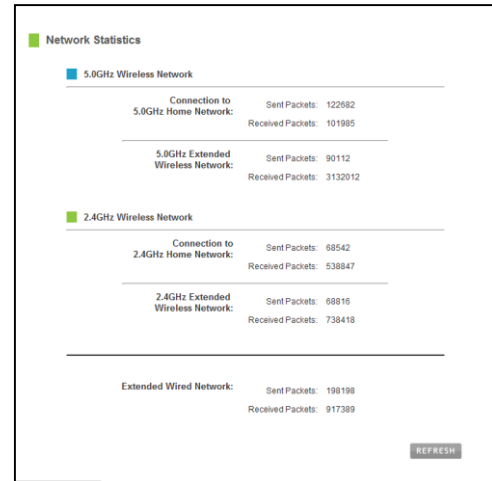 Network Statistics
5.0GHz Wireless Network
Connection to
5.0GHz Home Network:
Sent Packets: 122682
Received Packets: 101985
5.0GHz Extended
Wireless Network:
Sent Packets: 90112
Received Packets: 3132012
2.4GHz Wireless Network
Connection to
2.4GHz Home Network:
Sent Packets: 68542
Received Packets: 538847
2.4GHz Extended
Wireless Network:
Sent Packets: 68816
Received Packets: 738418
Extended Wired Network:
Sent Packets: 198198
Received Packets: 917389
REFRESH